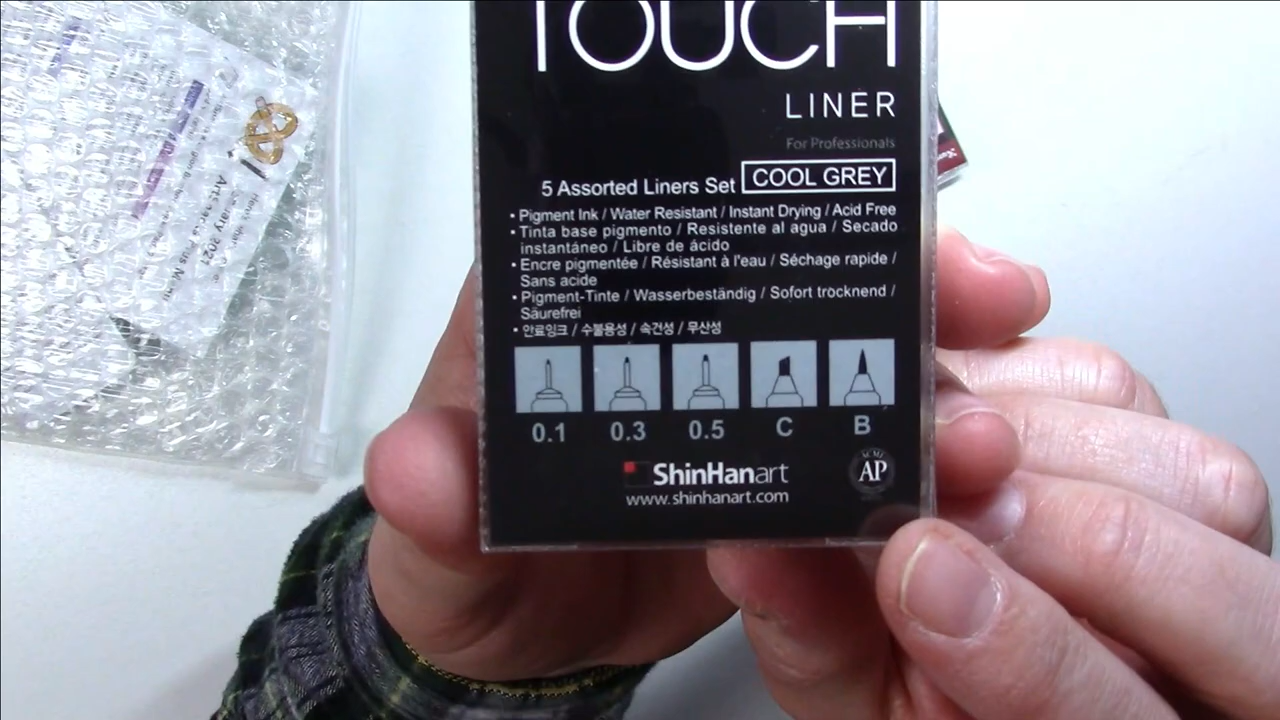 TOUCH
LINER
For Professionals
5 Assorted Liners Set COOL GREY
• Pigment Ink / Water Resistant / Instant Drying / Acid Free
• Tinta base pigmento / Resistente al agua / Secado
instantáneo / Libre de ácido
• Encre pigmentée / Résistant à l'eau / Séchage rapide /
Sans acide
• Pigment-Tinte / Wasserbeständig / Sofort trocknend /
Säurefrei
• 안료잉크 / 수불용성 / 속건성 / 무산성
0.1 0.3 0.5 C B
ShinHanart
www.shinhanart.com
ACMI
AP
January 2021